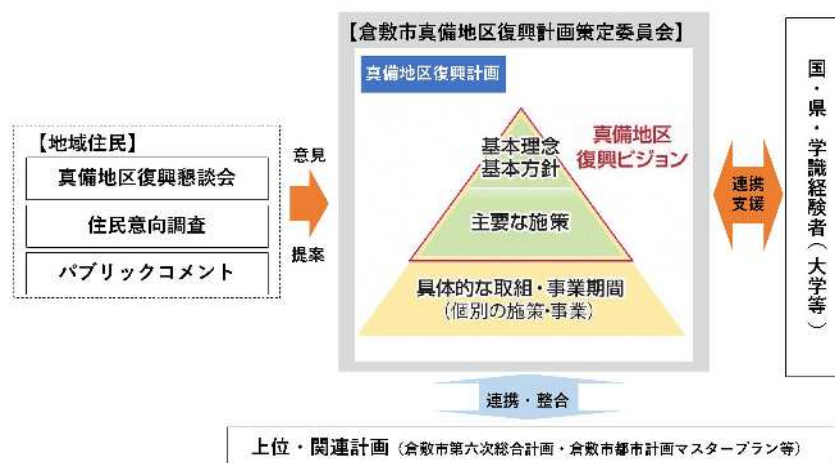 【倉敷市真備地区復興計画策定委員会】
真備地区復興計画
基本理念
基本方針
真備地区
復興ビジョン
主要な施策
具体的な取組・事業期間
(個別の施策・事業)
【地域住民】
真備地区復興懇談会
住民意向調査
パブリックコメント
意見
提案
連携
支援
国・県・学識経験者(大学等)
連携・整合
上位・関連計画(倉敷市第六次総合計画・倉敷市都市計画マスタープラン等)